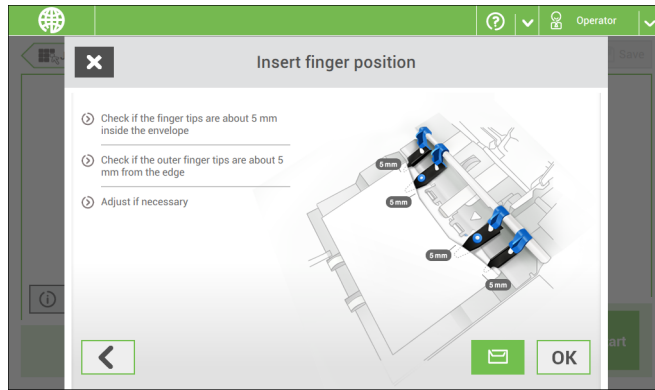 Operator
Save
Insert finger position
Check if the finger tips are about 5 mm
inside the envelope
Check if the outer finger tips are about 5
mm from the edge
Adjust if necessary
5 mm
5 mm
5 mm
5 mm
OK
art